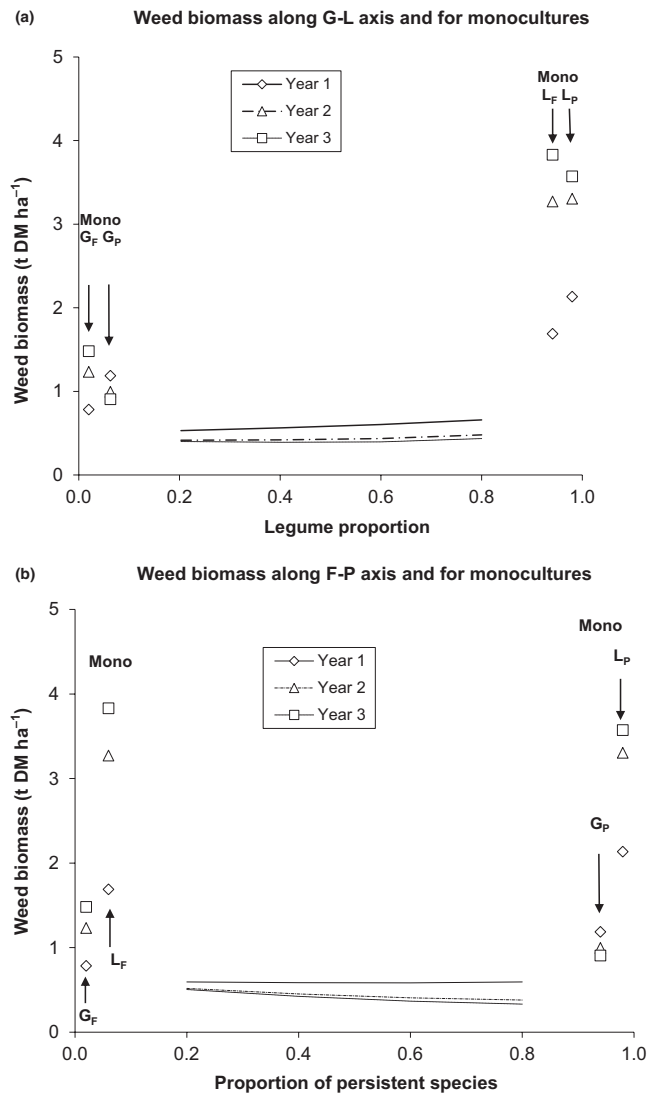 (a) Weed biomass along G-L axis and for monocultures
Weed biomass (t DM ha⁻¹)
5
4
3
2
1
0
Year 1
Year 2
Year 3
Mono
G_F G_P
Mono
L_F L_P
0.0 0.2 0.4 0.6 0.8 1.0
Legume proportion
(b) Weed biomass along F-P axis and for monocultures
Weed biomass (t DM ha⁻¹)
5
4
3
2
1
0
Mono
L_F
G_F
Year 1
Year 2
Year 3
Mono
L_P
G_P
0.0 0.2 0.4 0.6 0.8 1.0
Proportion of persistent species